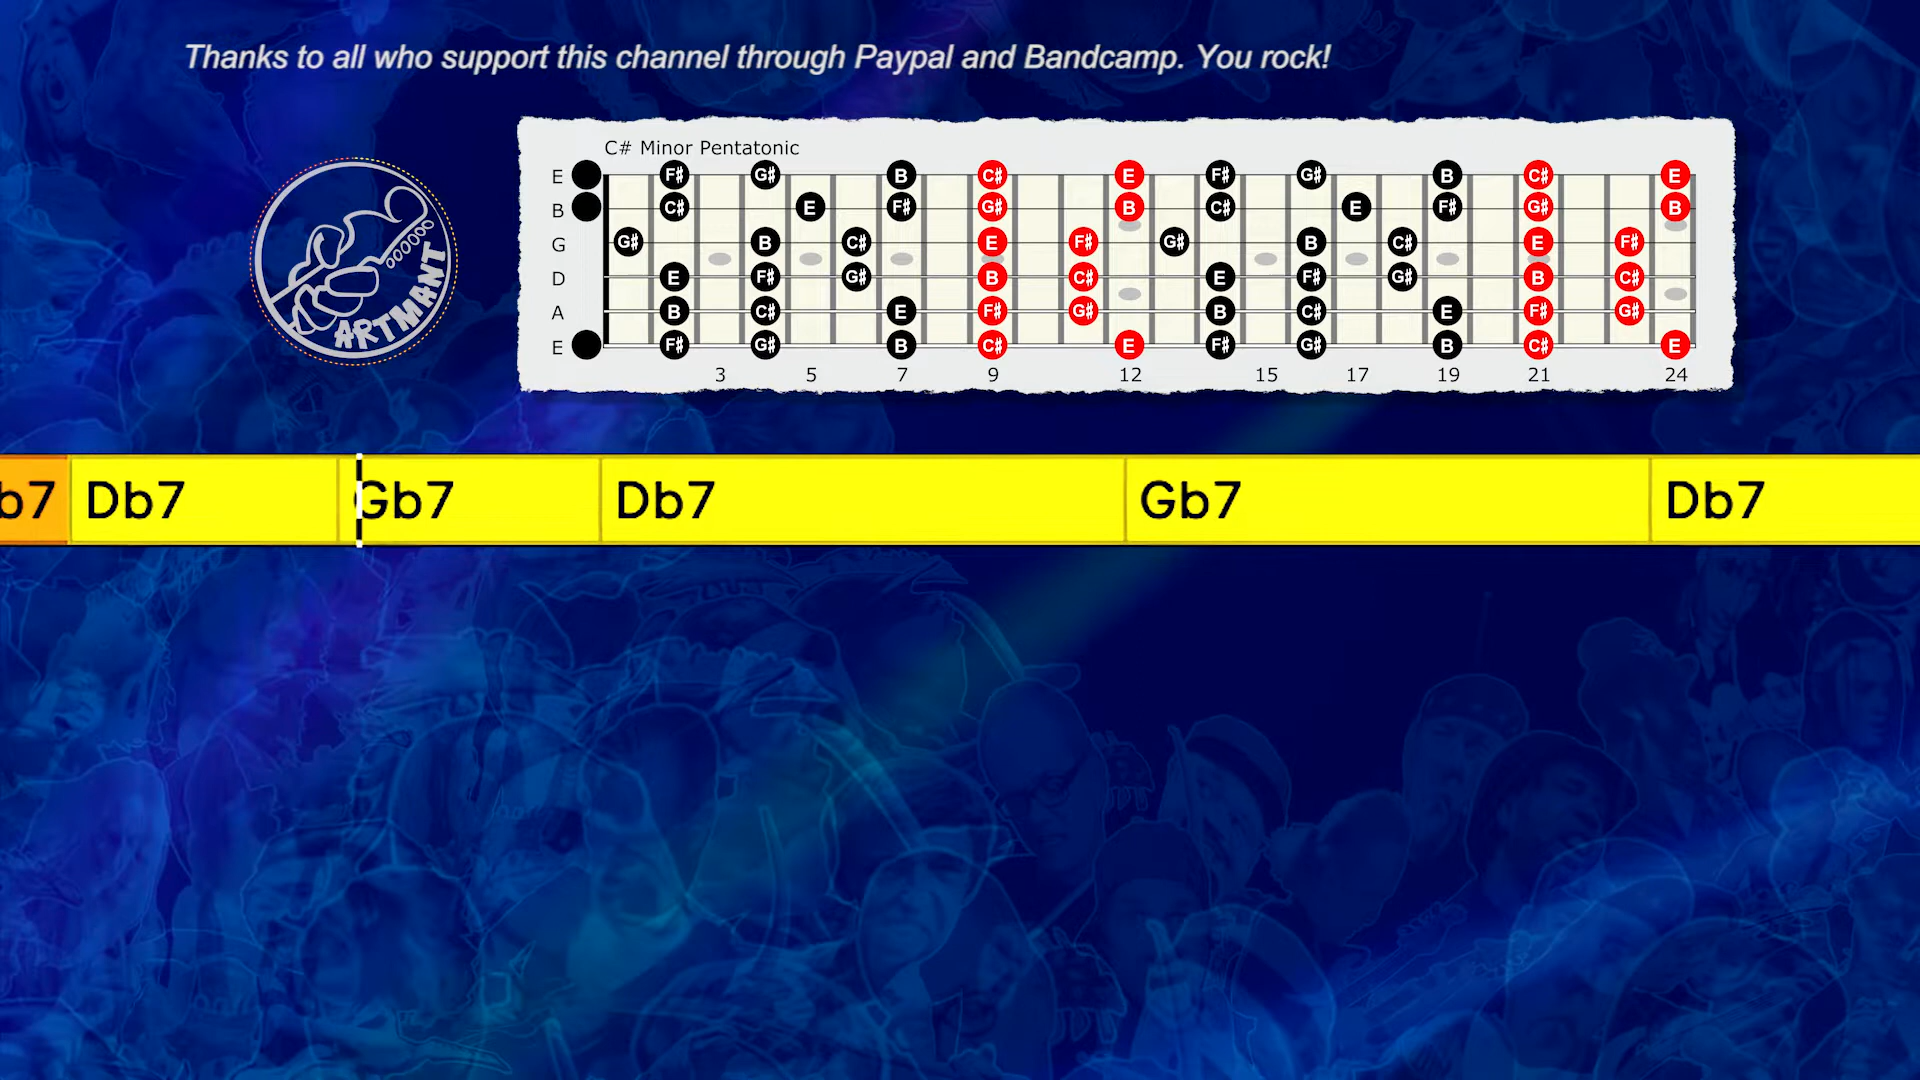 Thanks to all who support this channel through Paypal and Bandcamp. You rock!
ARTMANT
C# Minor Pentatonic
E F# G# B C# E F# G# B C# E
B C# E F# G# B C# E F# G# B
G G# B C# E F# G# B C# E F#
D E F# G# B C# E F# G# B C#
A B C# E F# G# B C# E F# G#
E F# G# B C# E F# G# B C# E
3 5 7 9 12 15 17 19 21 24
b7 Db7 Gb7 Db7 Gb7 Db7